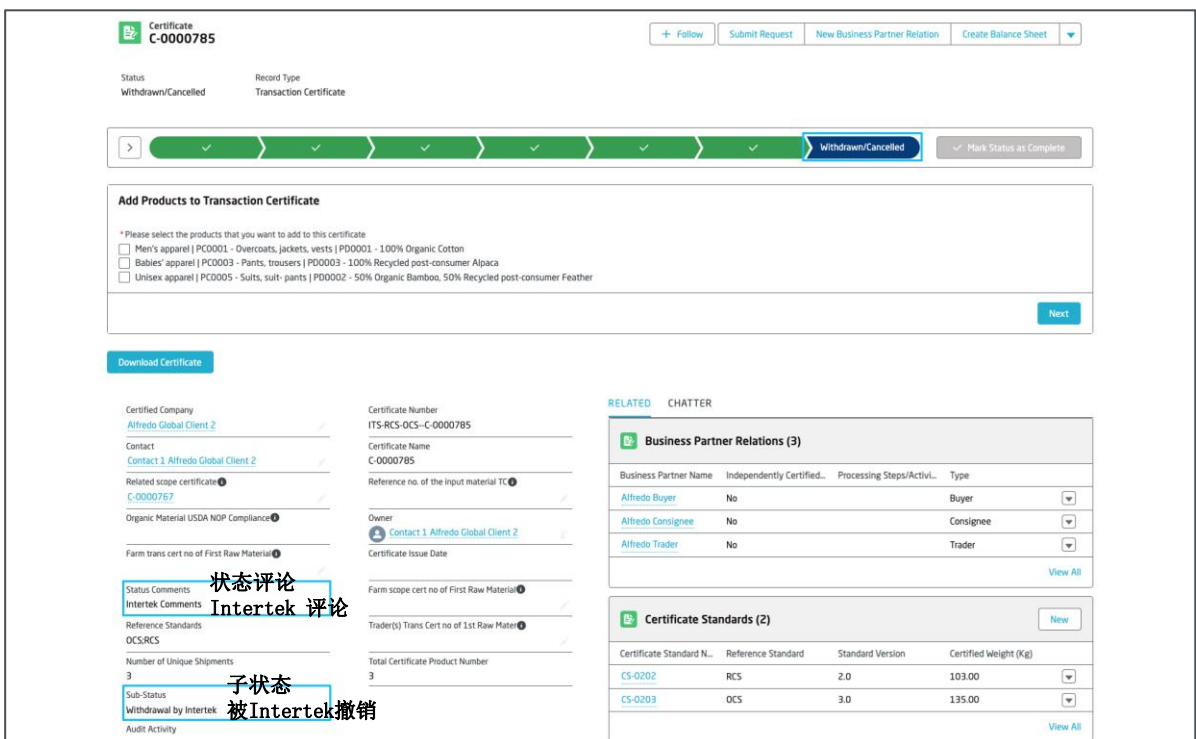 Certificate
C-0000785
+ Follow
Submit Request
New Business Partner Relation
Create Balance Sheet
Status
Record Type
Withdrawn/Cancelled
Transaction Certificate
Withdrawn/Cancelled
Mark Status as Complete
Add Products to Transaction Certificate
*Please select the products that you want to add to this certificate
Men's apparel | PC0001 - Overcoats, jackets, vests | PD0001 - 100% Organic Cotton
Babies' apparel | PC0003 - Pants, trousers | PD0003 - 100% Recycled post-consumer Alpaca
Unisex apparel | PC0005 - Suits, suit- pants | PD0002 - 50% Organic Bamboo, 50% Recycled post-consumer Feather
Next
Download Certificate
Certified Company
Alfredo Global Client 2
Contact
Contact 1 Alfredo Global Client 2
Related scope certificate
C-0000767
Organic Material USDA NOP Compliance
Farm trans cert no of First Raw Material
Status Comments
Intertek Comments
状态评论
Intertek 评论
Reference Standards
OCS;RCS
Number of Unique Shipments
3
Sub-Status
Withdrawal by Intertek
子状态
被Intertek撤销
Audit Activity
Certificate Number
ITS-RCS-OCS--C-0000785
Certificate Name
C-0000785
Reference no. of the input material TC
Owner
Contact 1 Alfredo Global Client 2
Certificate Issue Date
Farm scope cert no of First Raw Material
Trader(s) Trans Cert no of 1st Raw Mater
Total Certificate Product Number
3
RELATED
CHATTER
Business Partner Relations (3)
Business Partner Name
Independently Certified...
Processing Steps/Activi...
Type
Alfredo Buyer
No
Buyer
Alfredo Consignee
No
Consignee
Alfredo Trader
No
Trader
View All
Certificate Standards (2)
New
Certificate Standard N...
Reference Standard
Standard Version
Certified Weight (Kg)
CS-0202
RCS
2.0
103.00
CS-0203
OCS
3.0
135.00
View All